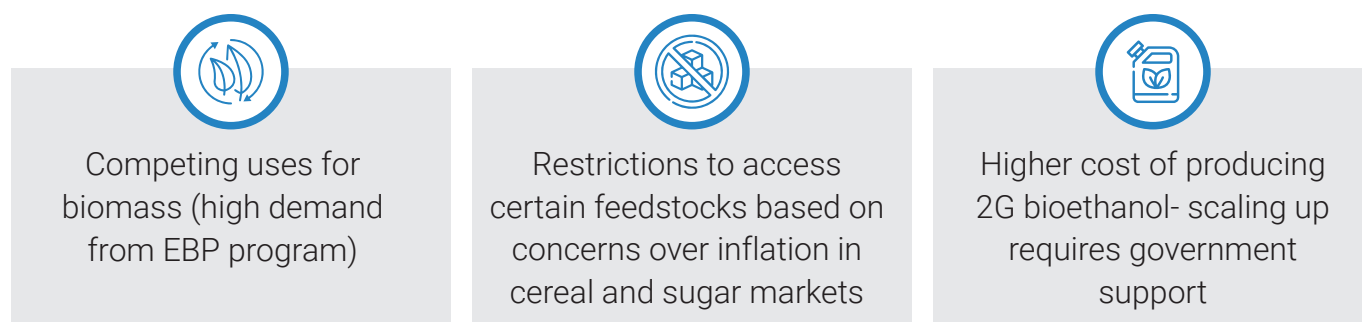 Competing uses for
biomass (high demand
from EBP program)
Restrictions to access
certain feedstocks based on
concerns over inflation in
cereal and sugar markets
Higher cost of producing
2G bioethanol- scaling up
requires government
support